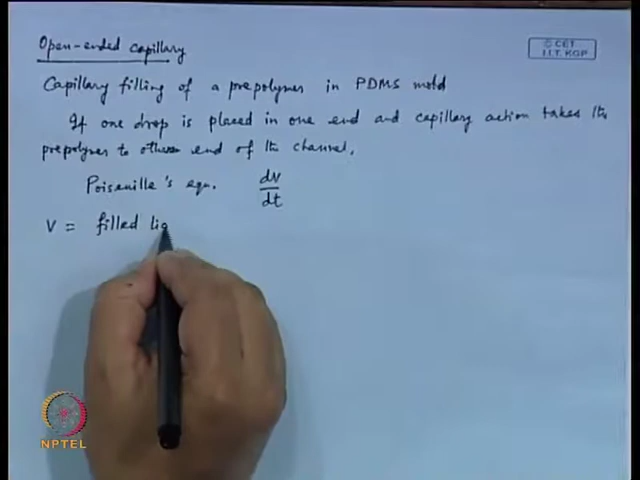 Open-ended Capillary
© CET
I.I.T. KGP
Capillary filling of a prepolymer in PDMS mold
If one drop is placed in one end and capillary action takes the
prepolymer to other end of the channel.
Poiseuille's eqn. dv
dt
V = filled liq
NPTEL